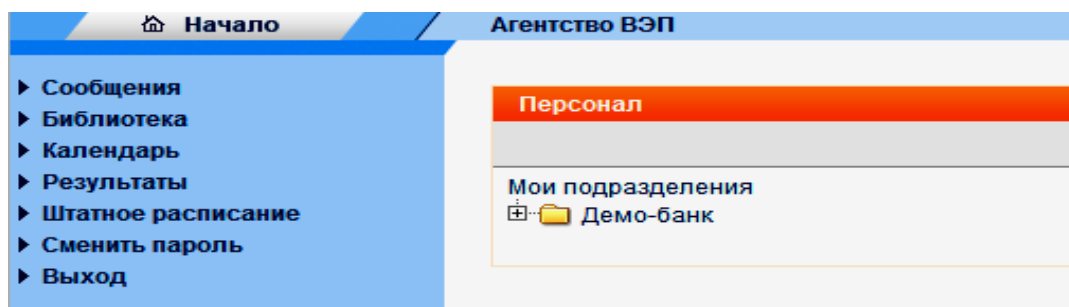 Начало
Агентство ВЭП
Сообщения
Библиотека
Календарь
Результаты
Штатное расписание
Сменить пароль
Выход
Персонал
Мои подразделения
Демо-банк